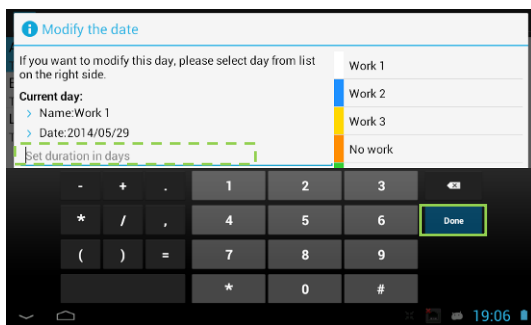 Modify the date
If you want to modify this day, please select day from list
on the right side.
Current day:
> Name:Work 1
> Date:2014/05/29
Set duration in days
Work 1
Work 2
Work 3
No work
- + . 1 2 3
* / , 4 5 6 Done
( ) = 7 8 9
* 0 #
19:06